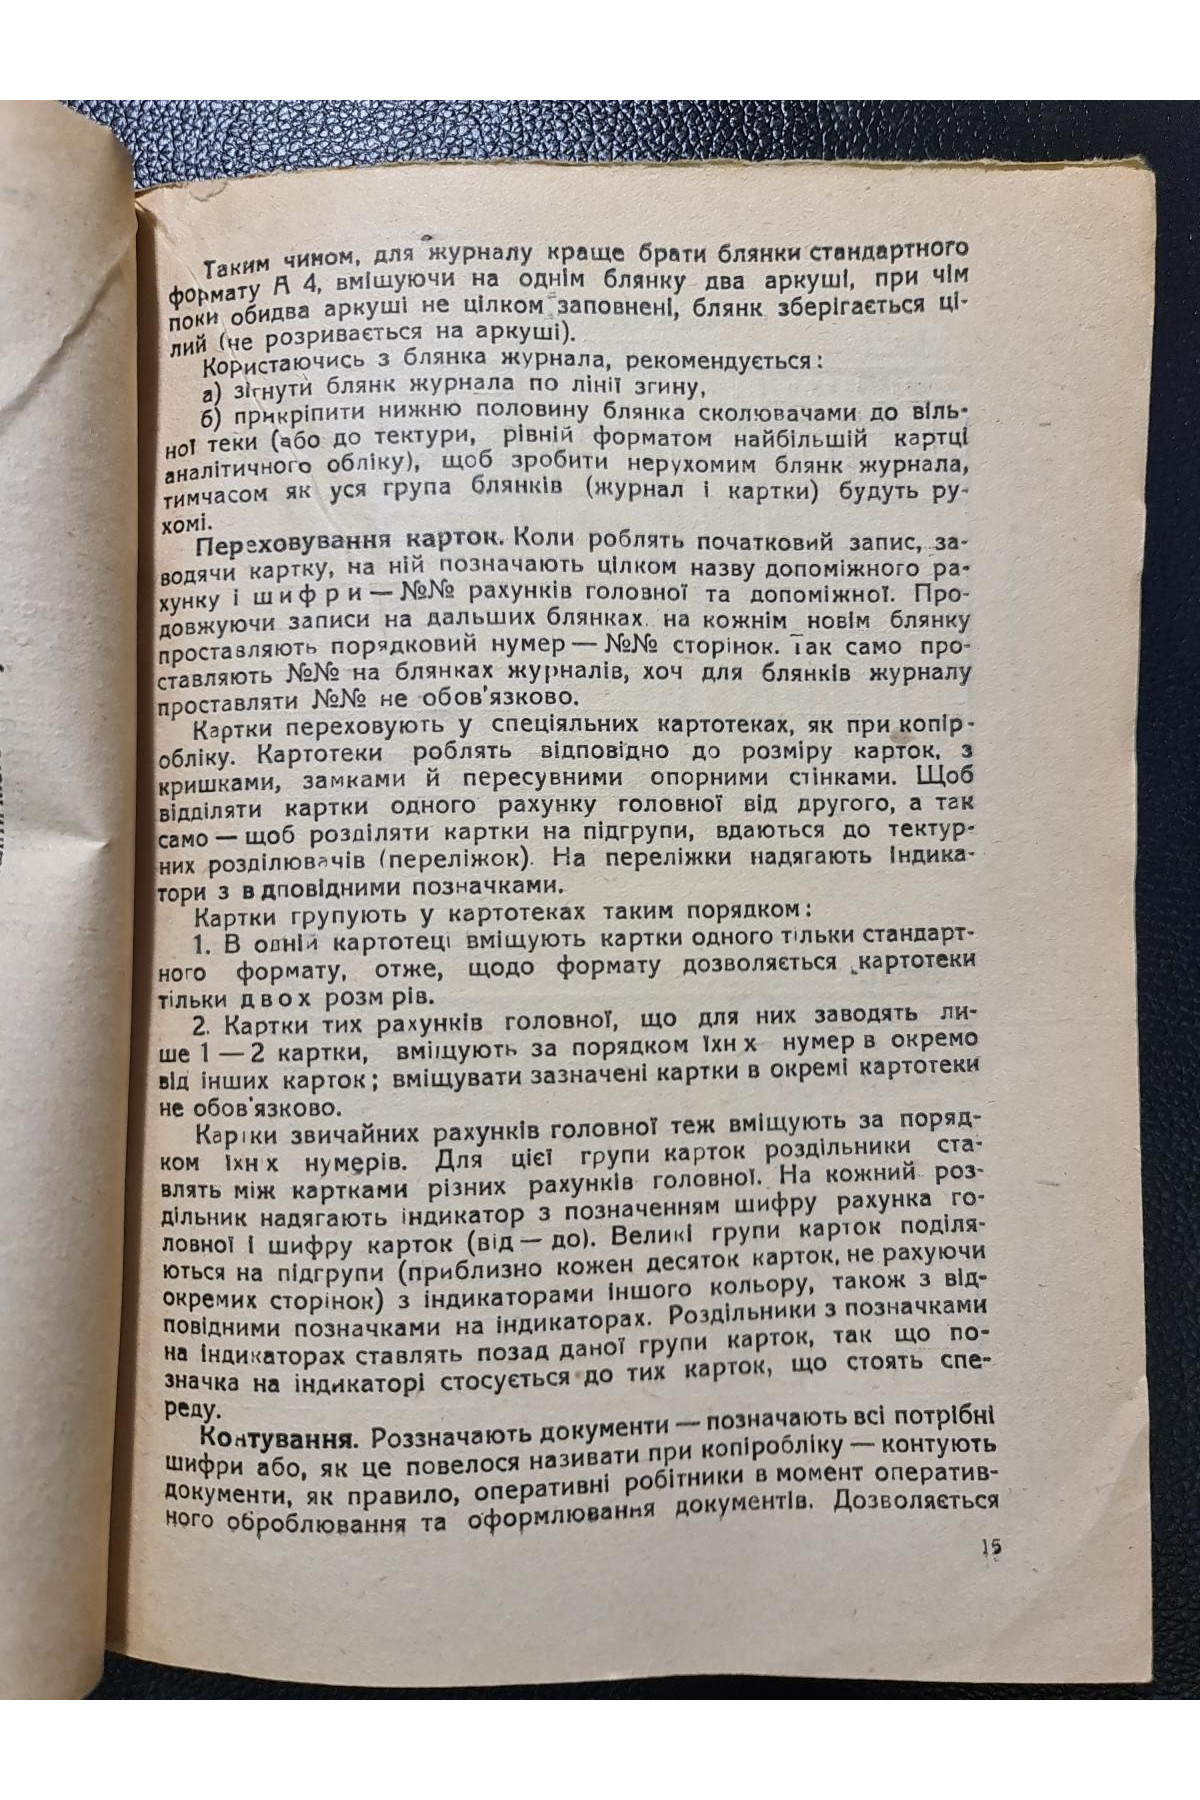 Таким чином, для журналу краще брати блянки стандартного
формату А 4, вміщуючи на однім блянку два аркуші, при чім
поки обидва аркуші не цілком заповнені, блянк зберігається ці-
лий (не розривається на аркуші).
Користаючись з блянка журнала, рекомендується:
а) зігнути блянк журнала по лінії згину,
б) прикріпити нижню половину блянка сколювачами до віль-
ної теки (або до тектури, рівній форматом найбільшій картці
аналітичного обліку), щоб зробити нерухомим блянк журнала,
тимчасом як уся група блянків (журнал і картки) будуть ру-
хомі.
Переховування карток. Коли роблять початковий запис, за-
водячи картку, на ній позначають цілком назву допоміжного ра-
хунку і шифри — №№ рахунків головної та допоміжної. Про-
довжуючи записи на дальших блянках. на кожнім новім блянку
проставляють порядковий нумер — №№ сторінок. Так само про-
ставляють №№ на блянках журналів, хоч для блянків журналу
проставляти №№ не обов'язково.
Картки переховують у спеціяльних картотеках, як при копір-
обліку. Картотеки роблять відповідно до розміру карток, з
кришками, замками й пересувними опорними стінками. Щоб
відділяти картки одного рахунку головної від другого, а так
само — щоб розділяти картки на підгрупи, вдаються до тектур-
них розділювачів (переліжок). На переліжки надягають індика-
тори з в дповідними позначками.
Картки групують у картотеках таким порядком:
1. В одній картотеці вміщують картки одного тільки стандарт-
ного формату, отже, щодо формату дозволяється картотеки
тільки двох розм рів.
2. Картки тих рахунків головної, що для них заводять ли-
ше 1 — 2 картки, вміщують за порядком їхн х нумер в окремо
від інших карток; вміщувати зазначені картки в окремі картотеки
не обов'язково.
Картки звичайних рахунків головної теж вміщують за поряд-
ком їхн х нумерів. Для цієї групи карток роздільники ста-
влять між картками різних рахунків головної. На кожний роз-
дільник надягають індикатор з позначенням шифру рахунка го-
ловної і шифру карток (від — до). Великі групи карток поділя-
ються на підгрупи (приблизно кожен десяток карток, не рахуючи
окремих сторінок) з індикаторами іншого кольору, також з від-
повідними позначками на індикаторах. Роздільники з позначками
на індикаторах ставлять позад даної групи карток, так що по-
значка на індикаторі стосується до тих карток, що стоять спе-
реду.
Контування. Роззначають документи — позначають всі потрібні
шифри або, як це повелося називати при копіробліку — контують
документи, як правило, оперативні робітники в момент оператив-
ного оброблювання та оформлювання документів. Дозволяється
15